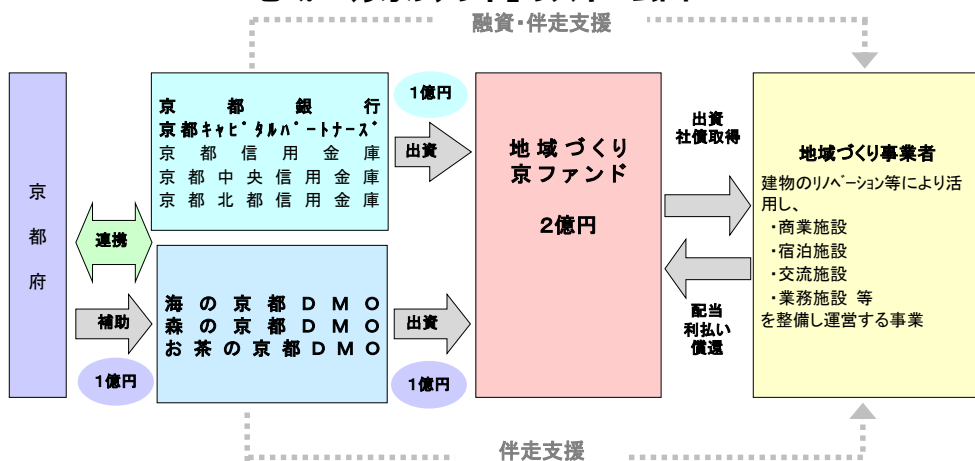 融資・伴走支援
京都府
連携
補助
1億円
京都銀行
京都ｷｬﾋﾟﾀﾙﾊﾟｰﾄﾅｰｽﾞ
京都信用金庫
京都中央信用金庫
京都北都信用金庫
海の京都DMO
森の京都DMO
お茶の京都DMO
1億円
出資
出資
1億円
地域づくり
京ファンド
2億円
出資
社債取得
配当
利払い
償還
地域づくり事業者
建物のﾘﾉﾍﾞｰｼｮﾝ等により活
用し、
・商業施設
・宿泊施設
・交流施設
・業務施設 等
を整備し運営する事業
伴走支援